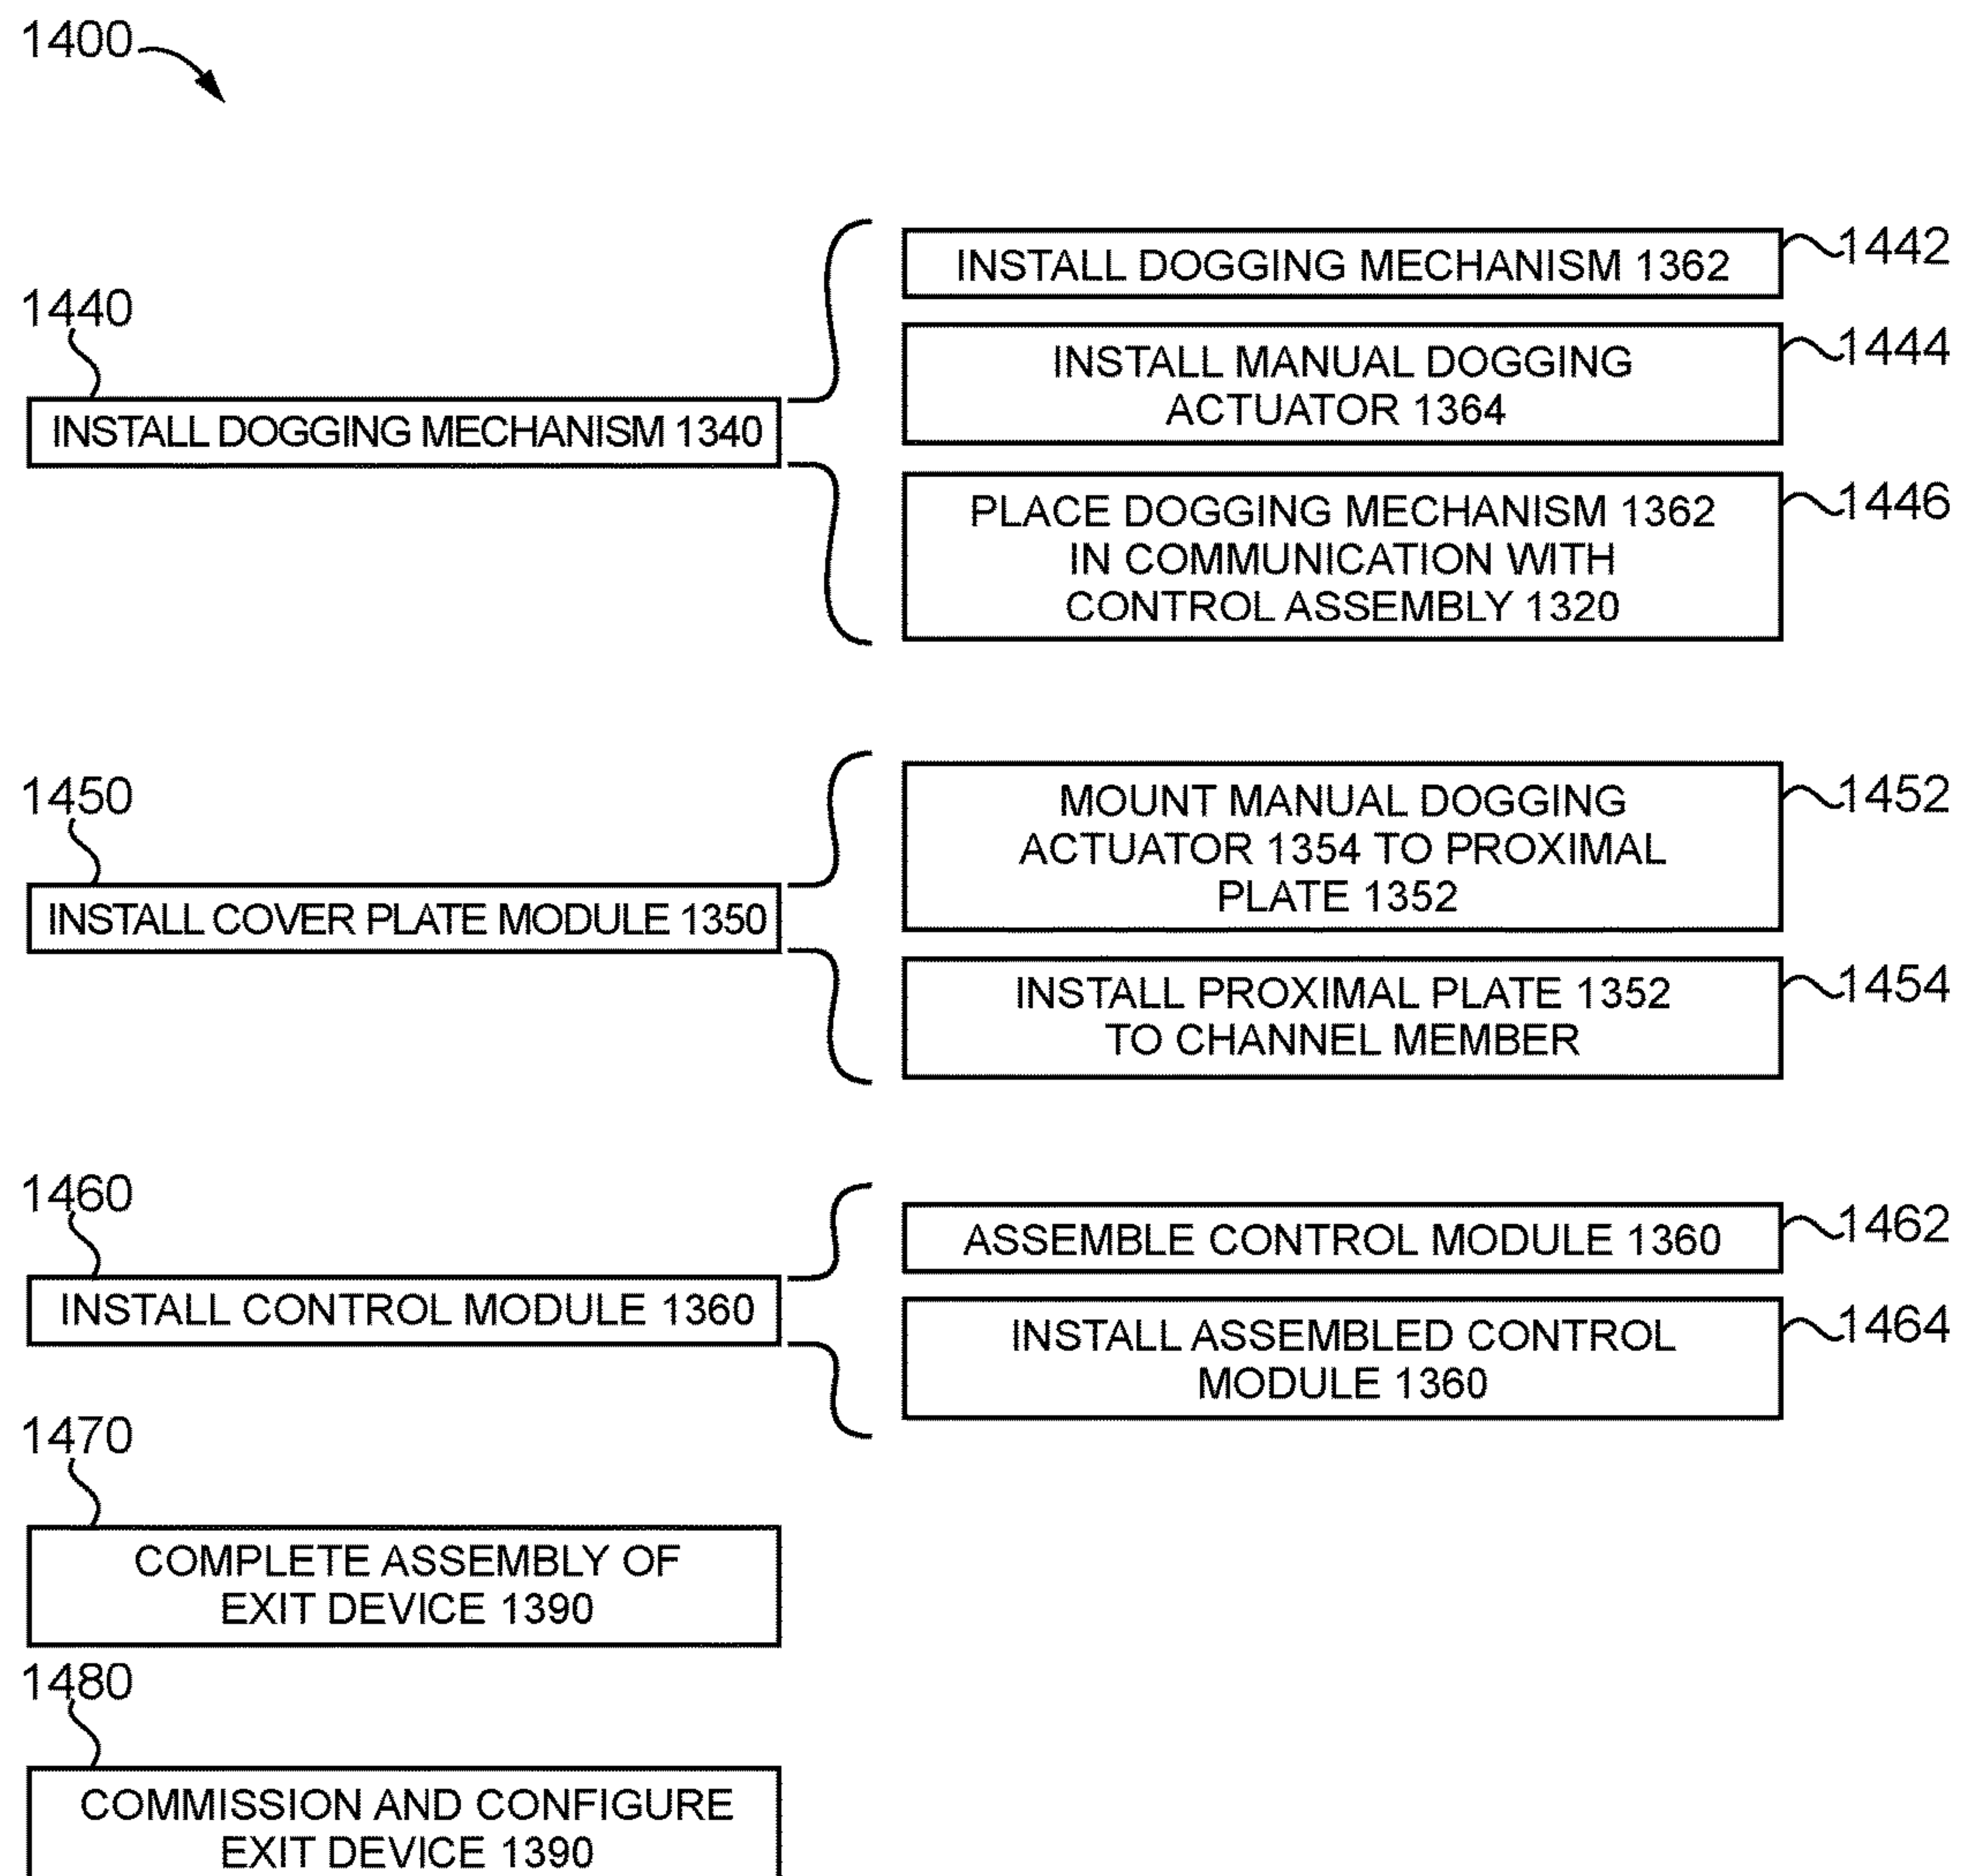 1400
1440
INSTALL DOGGING MECHANISM 1340
INSTALL DOGGING MECHANISM 1362
1442
INSTALL MANUAL DOGGING
ACTUATOR 1364
1444
PLACE DOGGING MECHANISM 1362
IN COMMUNICATION WITH
CONTROL ASSEMBLY 1320
1446
1450
INSTALL COVER PLATE MODULE 1350
MOUNT MANUAL DOGGING
ACTUATOR 1354 TO PROXIMAL
PLATE 1352
1452
INSTALL PROXIMAL PLATE 1352
TO CHANNEL MEMBER
1454
1460
INSTALL CONTROL MODULE 1360
ASSEMBLE CONTROL MODULE 1360
1462
INSTALL ASSEMBLED CONTROL
MODULE 1360
1464
1470
COMPLETE ASSEMBLY OF
EXIT DEVICE 1390
1480
COMMISSION AND CONFIGURE
EXIT DEVICE 1390